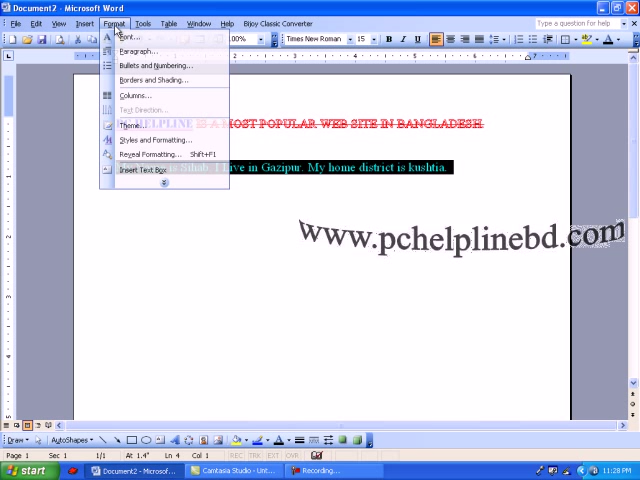 Document2 - Microsoft Word
File Edit View Insert Format Tools Table Window Help Bijoy Classic Converter
Type a question for help
100% Times New Roman 15 B I U
Font...
Paragraph...
Bullets and Numbering...
Borders and Shading...
Columns...
Text Direction...
Theme...
Styles and Formatting...
Reveal Formatting... Shift+F1
Insert Text Box
HELPLINE IS A MOST POPULAR WEB SITE IN BANGLADESH
is Sihab. I live in Gazipur. My home district is kushtia.
www.pchelplinebd.com
Draw AutoShapes
Page 1 Sec 1 1/1 At 1.4" Ln 4 Col 1 REC TRK EXT OVR
start Document2 - Microsof... Camtasia Studio - Unt... Recording... 11:28 PM